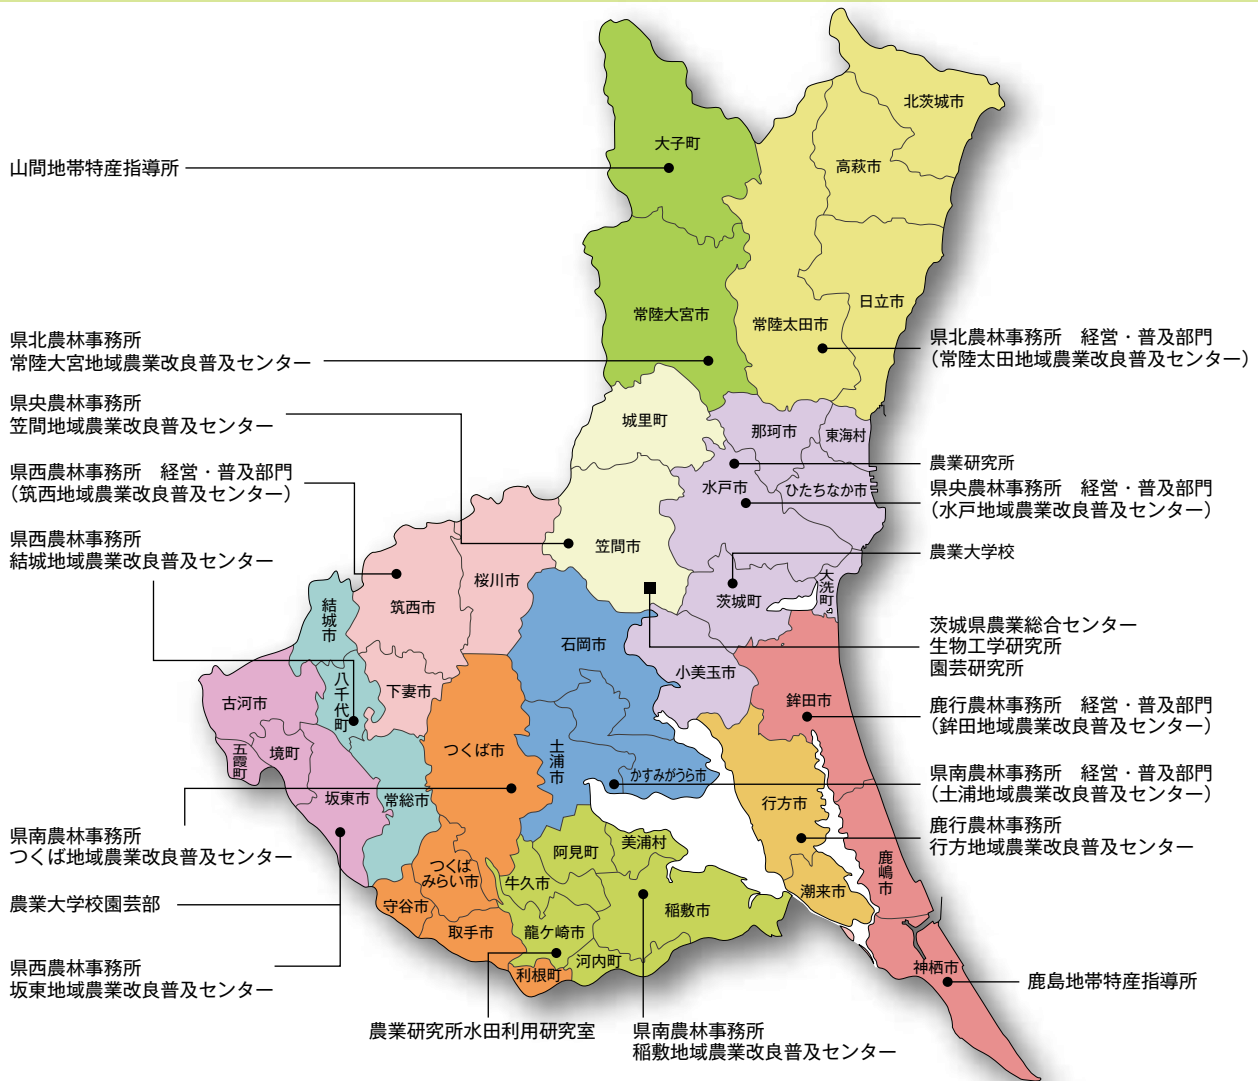 北茨城市
大子町
高萩市
山間地帯特産指導所
日立市
常陸大宮市
常陸太田市
県北農林事務所
常陸大宮地域農業改良普及センター
県北農林事務所　経営・普及部門
（常陸太田地域農業改良普及センター）
県央農林事務所
笠間地域農業改良普及センター
城里町
那珂市
東海村
県西農林事務所　経営・普及部門
（筑西地域農業改良普及センター）
農業研究所
水戸市
ひたちなか市
県央農林事務所　経営・普及部門
（水戸地域農業改良普及センター）
県西農林事務所
結城地域農業改良普及センター
笠間市
農業大学校
桜川市
筑西市
結城市
茨城町
大洗町
茨城県農業総合センター
生物工学研究所
園芸研究所
石岡市
小美玉市
八千代町
下妻市
古河市
鉾田市
鹿行農林事務所　経営・普及部門
（鉾田地域農業改良普及センター）
五霞町
境町
つくば市
土浦市
かすみがうら市
県南農林事務所　経営・普及部門
（土浦地域農業改良普及センター）
坂東市
常総市
行方市
鹿行農林事務所
行方地域農業改良普及センター
県南農林事務所
つくば地域農業改良普及センター
阿見町
美浦村
つくば
みらい市
牛久市
鹿嶋市
潮来市
農業大学校園芸部
守谷市
稲敷市
取手市
龍ケ崎市
河内町
利根町
県西農林事務所
坂東地域農業改良普及センター
神栖市
鹿島地帯特産指導所
農業研究所水田利用研究室
県南農林事務所
稲敷地域農業改良普及センター